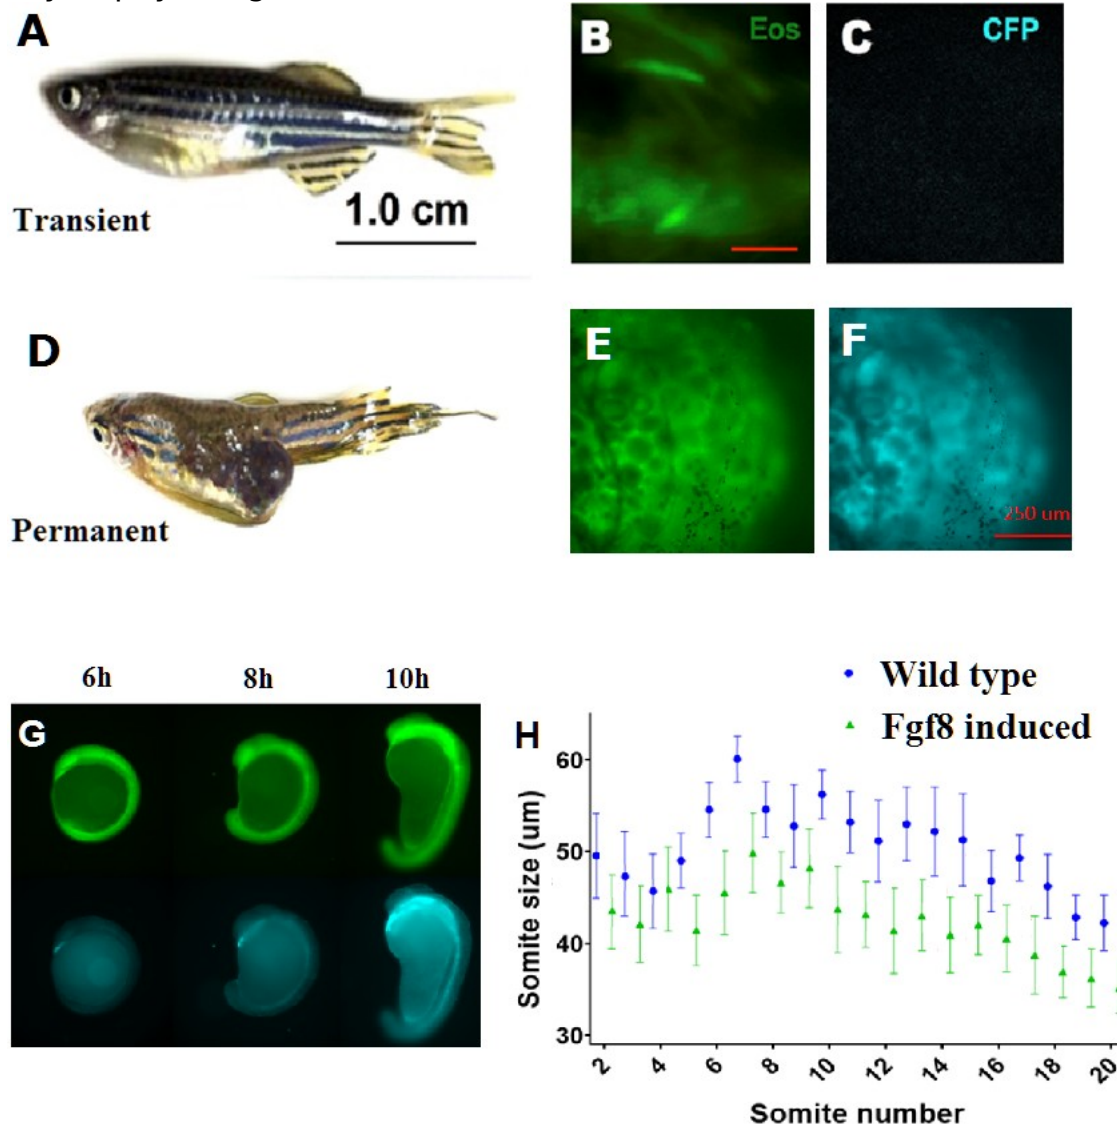 A
Transient
1.0 cm
B
Eos
C
CFP
D
Permanent
E
F
250 um
6h
8h
10h
G
H
Wild type
Fgf8 induced
Somite size (um)
60
50
40
30
2 4 6 8 10 12 14 16 18 20
Somite number